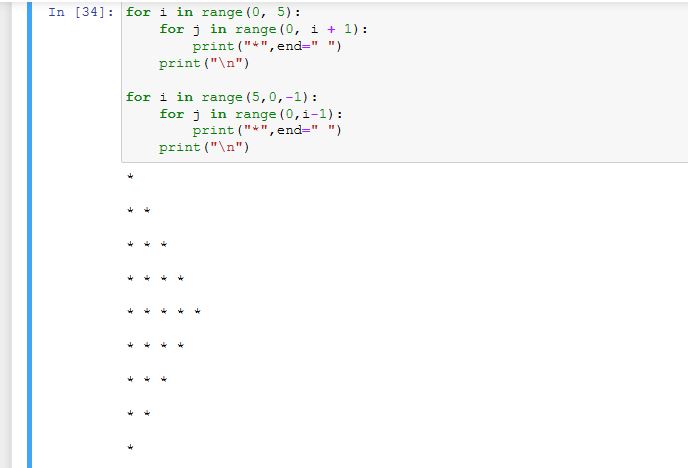 In [34]: for i in range(0, 5):
    for j in range(0, i + 1):
        print("*",end=" ")
    print("\n")

for i in range(5,0,-1):
    for j in range(0,i-1):
        print("*",end=" ")
    print("\n")
*
* *
* * *
* * * *
* * * * *
* * * *
* * *
* *
*